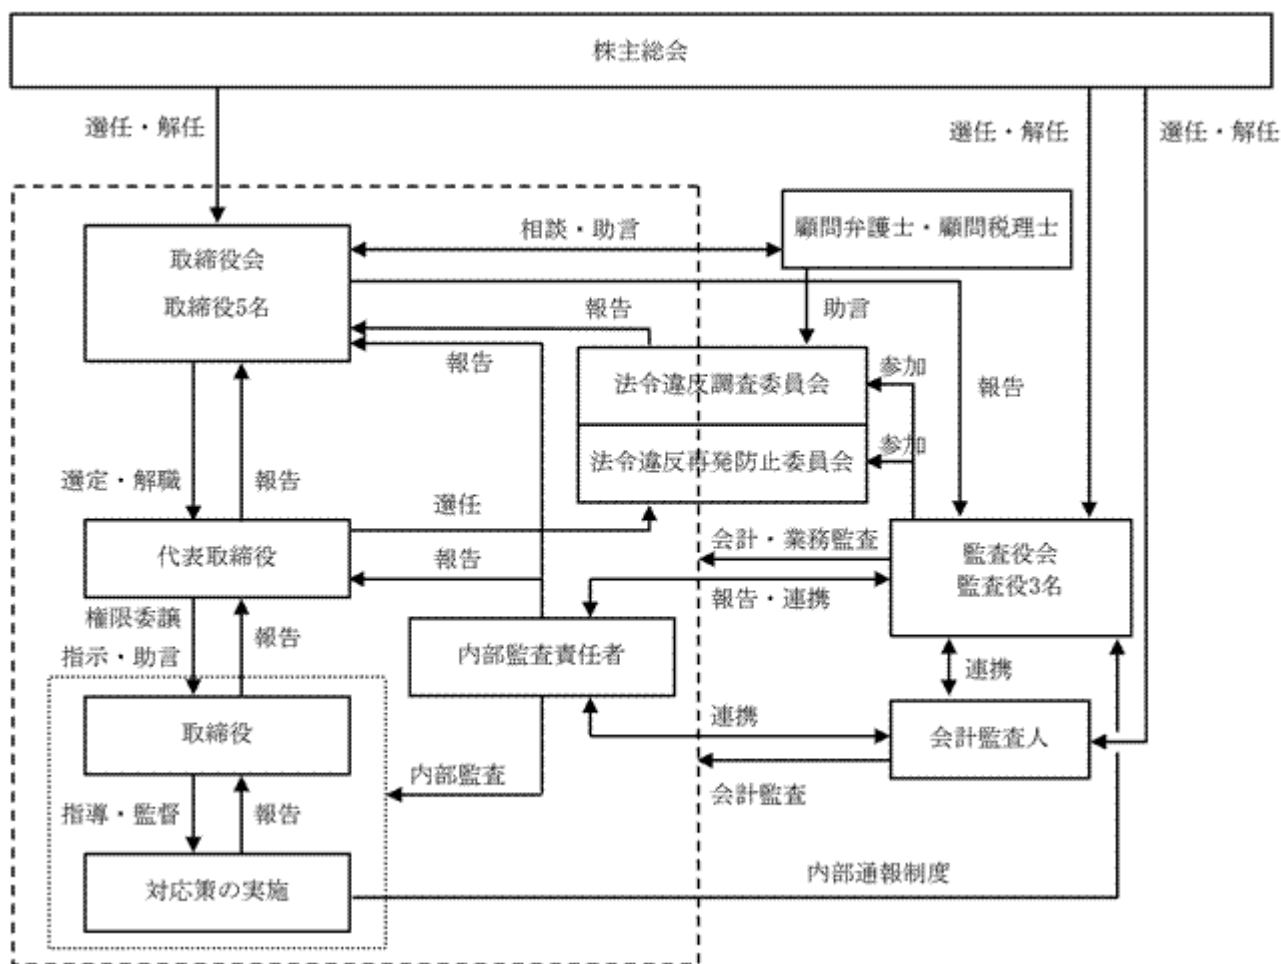 株主総会
選任・解任
選任・解任
選任・解任
取締役会
取締役5名
相談・助言
顧問弁護士・顧問税理士
報告
助言
報告
法令違反調査委員会
参加
報告
法令違反再発防止委員会
参加
選定・解職
報告
選任
代表取締役
報告
会計・業務監査
監査役会
監査役3名
報告・連携
権限委譲
指示・助言
報告
内部監査責任者
連携
取締役
連携
会計監査人
内部監査
会計監査
指導・監督
報告
対応策の実施
内部通報制度